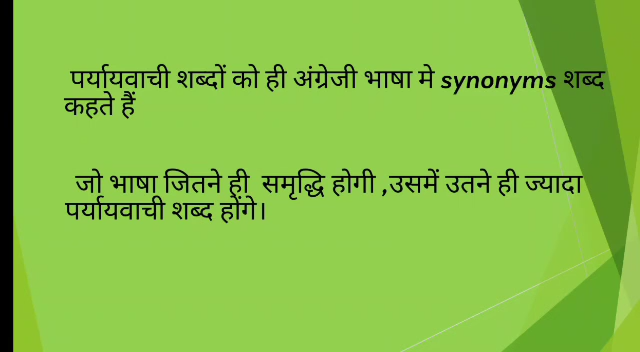 पर्यायवाची शब्दों को ही अंग्रेजी भाषा मे synonyms शब्द
कहते हैं
जो भाषा जितने ही समृद्धि होगी ,उसमें उतने ही ज्यादा
पर्यायवाची शब्द होंगे।